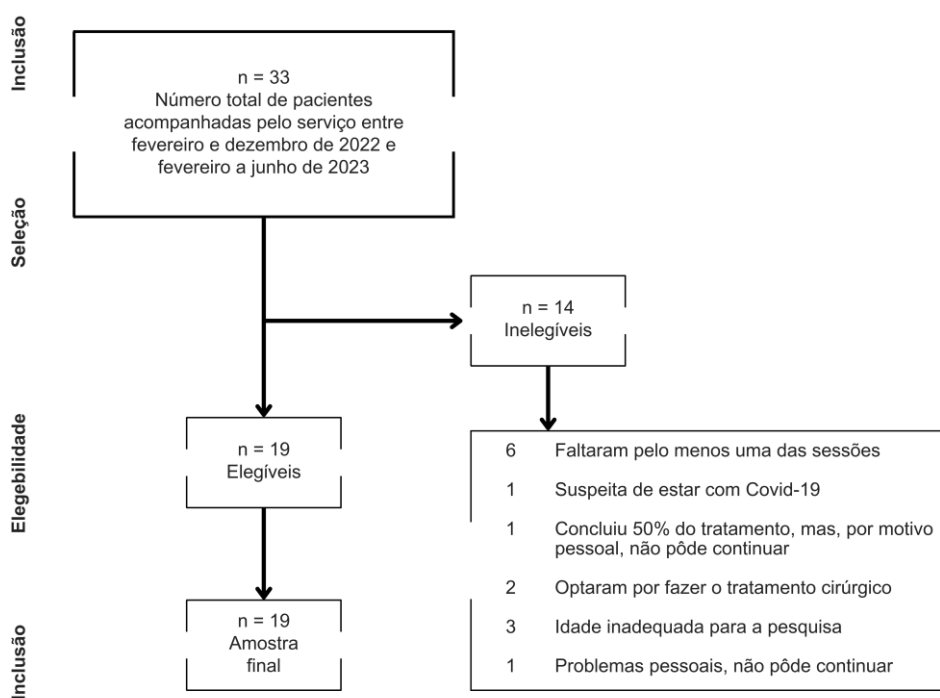 Inclusão
n = 33
Número total de pacientes
acompanhadas pelo serviço entre
fevereiro e dezembro de 2022 e
fevereiro a junho de 2023
Seleção
n = 14
Inelegíveis
Elegebilidade
n = 19
Elegíveis
6 Faltaram pelo menos uma das sessões
1 Suspeita de estar com Covid-19
1 Concluiu 50% do tratamento, mas, por motivo
pessoal, não pôde continuar
2 Optaram por fazer o tratamento cirúrgico
3 Idade inadequada para a pesquisa
1 Problemas pessoais, não pôde continuar
Inclusão
n = 19
Amostra
final